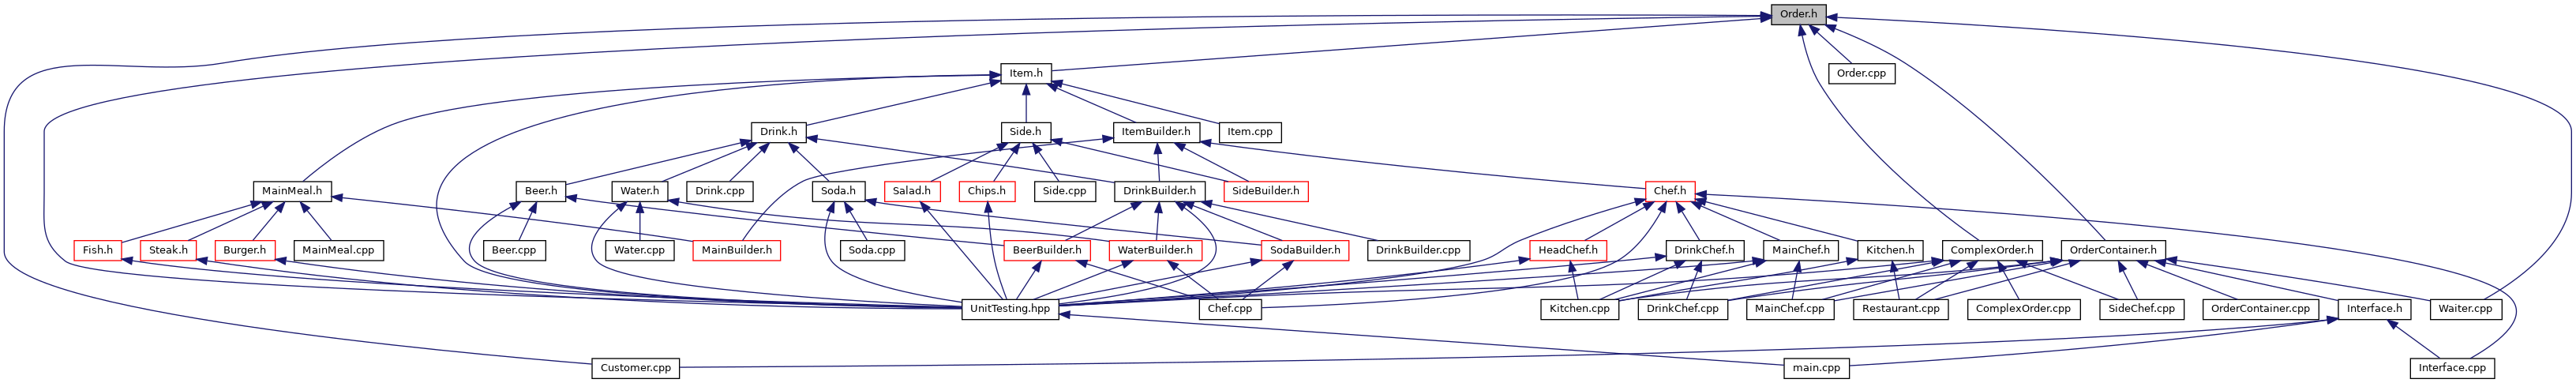 Order.h
Item.h
Order.cpp
Drink.h
Side.h
ItemBuilder.h
Item.cpp
MainMeal.h
Beer.h
Water.h
Drink.cpp
Soda.h
Salad.h
Chips.h
Side.cpp
DrinkBuilder.h
SideBuilder.h
Chef.h
Fish.h
Steak.h
Burger.h
MainMeal.cpp
Beer.cpp
Water.cpp
MainBuilder.h
Soda.cpp
BeerBuilder.h
WaterBuilder.h
SodaBuilder.h
DrinkBuilder.cpp
HeadChef.h
DrinkChef.h
MainChef.h
Kitchen.h
ComplexOrder.h
OrderContainer.h
UnitTesting.hpp
Chef.cpp
Kitchen.cpp
DrinkChef.cpp
MainChef.cpp
Restaurant.cpp
ComplexOrder.cpp
SideChef.cpp
OrderContainer.cpp
Interface.h
Waiter.cpp
Customer.cpp
main.cpp
Interface.cpp